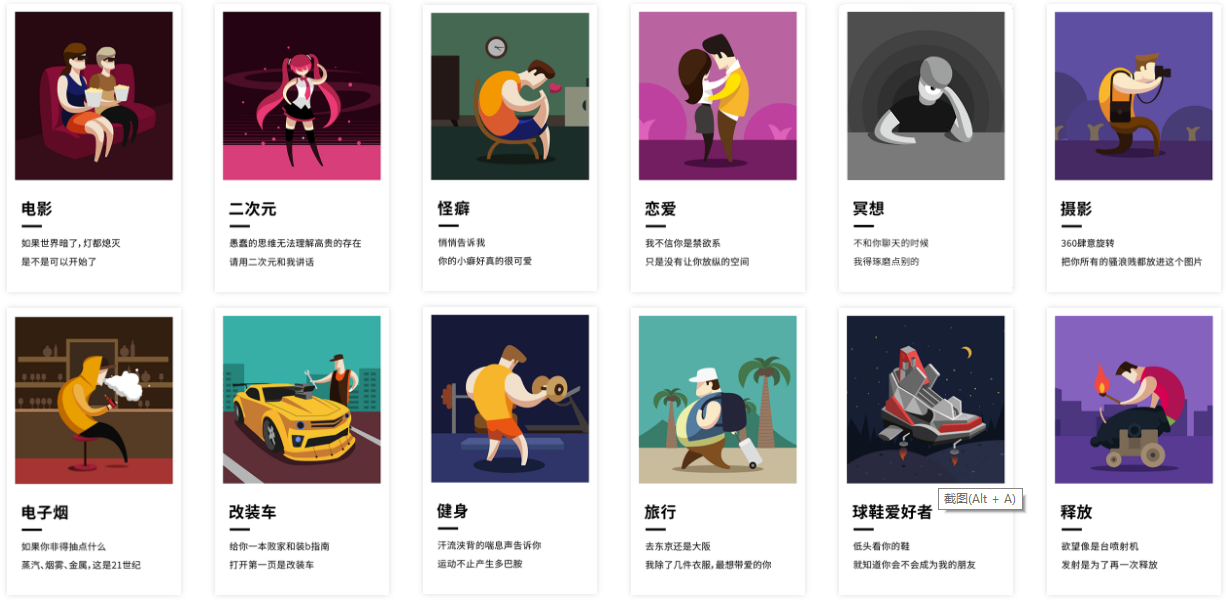 电影
如果世界暗了，灯都熄灭
是不是可以开始了
二次元
愚蠢的思维无法理解高贵的存在
请用二次元和我讲话
怪癖
悄悄告诉我
你的小癖好真的很可爱
恋爱
我不信你是禁欲系
只是没有让你放纵的空间
冥想
不和你聊天的时候
我得琢磨点别的
摄影
360肆意旋转
把你所有的骚浪贱都放进这个图片
电子烟
如果你非得抽点什么
蒸汽、烟雾、金属，这是21世纪
改装车
给你一本败家和装b指南
打开第一页是改装车
健身
汗流浃背的喘息声告诉你
运动不止产生多巴胺
旅行
去东京还是大阪
我除了几件衣服，最想带爱的你
球鞋爱好者
低头看你的鞋
就知道你会不会成为我的朋友
截图(Alt + A)
释放
欲望像是台喷射机
发射是为了再一次释放